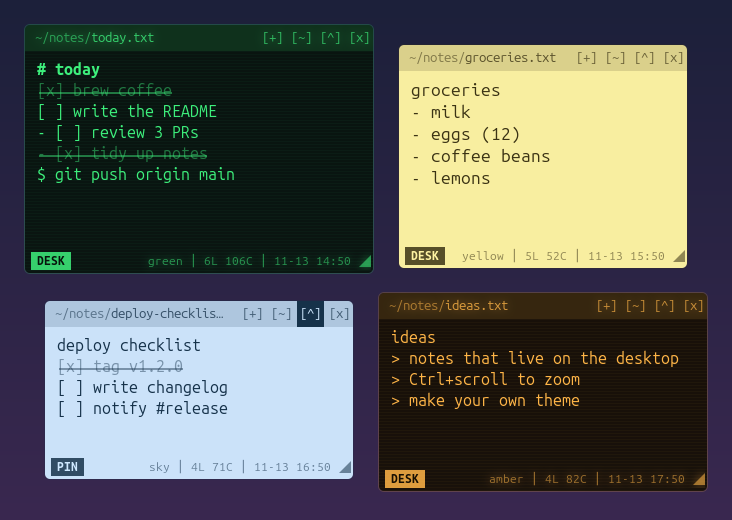 ~/notes/today.txt [+] [~] [^] [x]
# today
[x] brew coffee
[ ] write the README
- [ ] review 3 PRs
- [x] tidy up notes
$ git push origin main
DESK green | 6L 106C | 11-13 14:50
~/notes/groceries.txt [+] [~] [^] [x]
groceries
- milk
- eggs (12)
- coffee beans
- lemons
DESK yellow | 5L 52C | 11-13 15:50
~/notes/deploy-checklis… [+] [~] [^] [x]
deploy checklist
[x] tag v1.2.0
[ ] write changelog
[ ] notify #release
PIN sky | 4L 71C | 11-13 16:50
~/notes/ideas.txt [+] [~] [^] [x]
ideas
> notes that live on the desktop
> Ctrl+scroll to zoom
> make your own theme
DESK amber | 4L 82C | 11-13 17:50